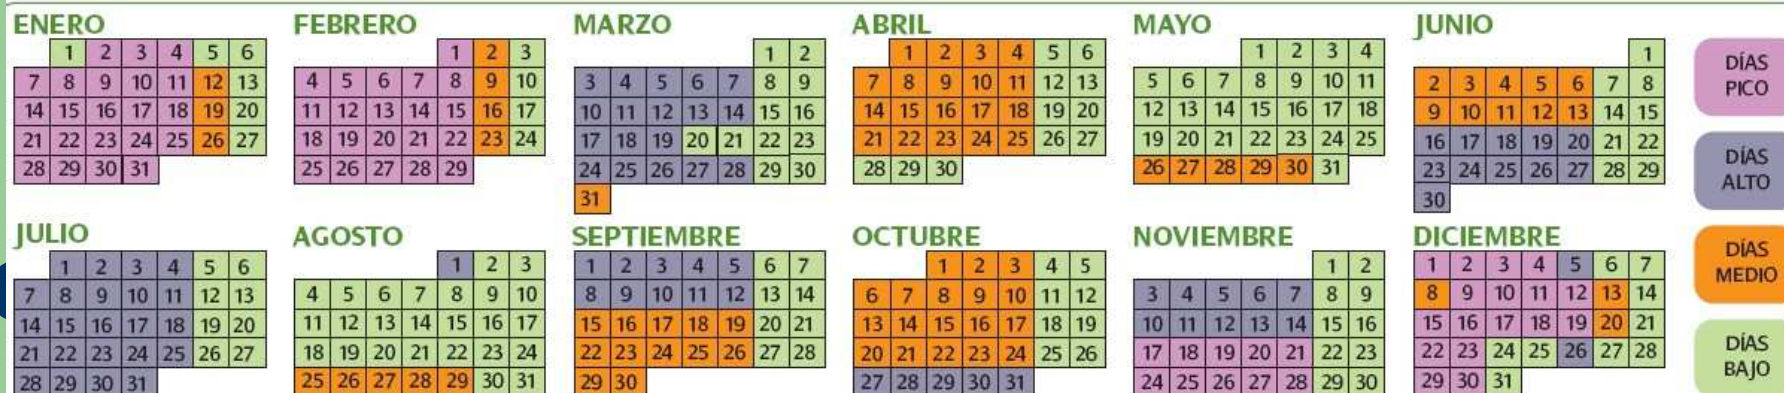 ENERO
1 2 3 4 5 6
7 8 9 10 11 12 13
14 15 16 17 18 19 20
21 22 23 24 25 26 27
28 29 30 31
FEBRERO
1 2 3
4 5 6 7 8 9 10
11 12 13 14 15 16 17
18 19 20 21 22 23 24
25 26 27 28 29
MARZO
1 2
3 4 5 6 7 8 9
10 11 12 13 14 15 16
17 18 19 20 21 22 23
24 25 26 27 28 29 30
31
ABRIL
1 2 3 4 5 6
7 8 9 10 11 12 13
14 15 16 17 18 19 20
21 22 23 24 25 26 27
28 29 30
MAYO
1 2 3 4
5 6 7 8 9 10 11
12 13 14 15 16 17 18
19 20 21 22 23 24 25
26 27 28 29 30 31
JUNIO
1
2 3 4 5 6 7 8
9 10 11 12 13 14 15
16 17 18 19 20 21 22
23 24 25 26 27 28 29
30
JULIO
1 2 3 4 5 6
7 8 9 10 11 12 13
14 15 16 17 18 19 20
21 22 23 24 25 26 27
28 29 30 31
AGOSTO
1 2 3
4 5 6 7 8 9 10
11 12 13 14 15 16 17
18 19 20 21 22 23 24
25 26 27 28 29 30 31
SEPTIEMBRE
1 2 3 4 5 6 7
8 9 10 11 12 13 14
15 16 17 18 19 20 21
22 23 24 25 26 27 28
29 30
OCTUBRE
1 2 3 4 5
6 7 8 9 10 11 12
13 14 15 16 17 18 19
20 21 22 23 24 25 26
27 28 29 30 31
NOVIEMBRE
1 2
3 4 5 6 7 8 9
10 11 12 13 14 15 16
17 18 19 20 21 22 23
24 25 26 27 28 29 30
DICIEMBRE
1 2 3 4 5 6 7
8 9 10 11 12 13 14
15 16 17 18 19 20 21
22 23 24 25 26 27 28
29 30 31
DÍAS
PICO
DÍAS
ALTO
DÍAS
MEDIO
DÍAS
BAJO